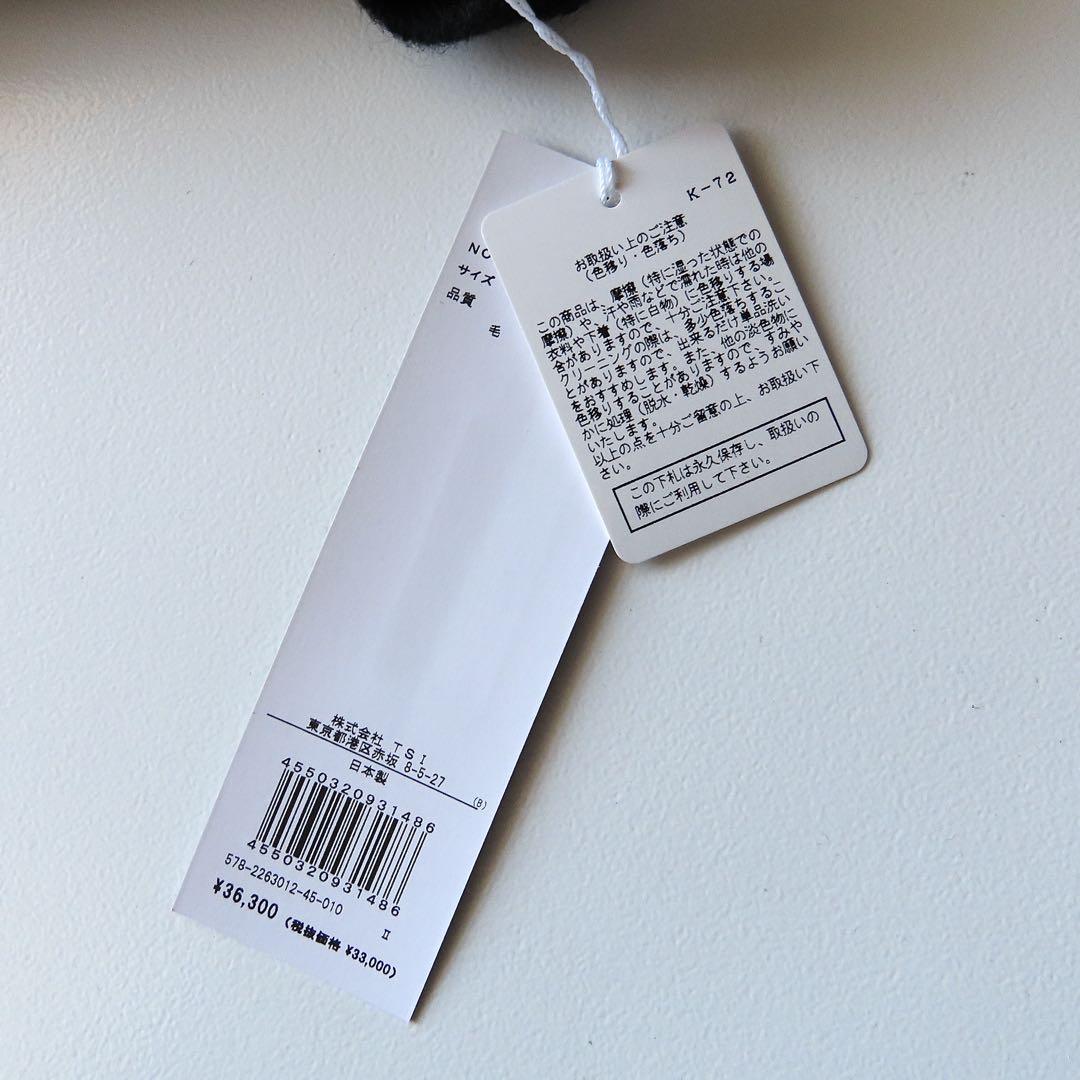 NO
サイズ
品質
毛
株式会社 TSI
東京都港区赤坂 8-5-27
日本製
(B)
4550320931486
4550320931486
578-2263012-45-010
II
¥36,300 (税抜価格 ¥33,000)
K-72
お取扱い上のご注意
(色移り・色落ち)
この商品は、摩擦(特に湿った状態での
摩擦)や、汗や雨などで濡れた時は他の
衣料や下着(特に白物)に色移りする場
合がありますので、十分ご注意下さい。
クリーニングの際は、多少色落ちするこ
とがありますので、出来るだけ単品洗い
をおすすめします。また、他の淡色物に
色移りすることがありますので、すみや
かに処理(脱水・乾燥)するようお願い
いたします。
以上の点を十分ご留意の上、お取扱い下
さい。
この下札は永久保存し、取扱いの
際にご利用して下さい。